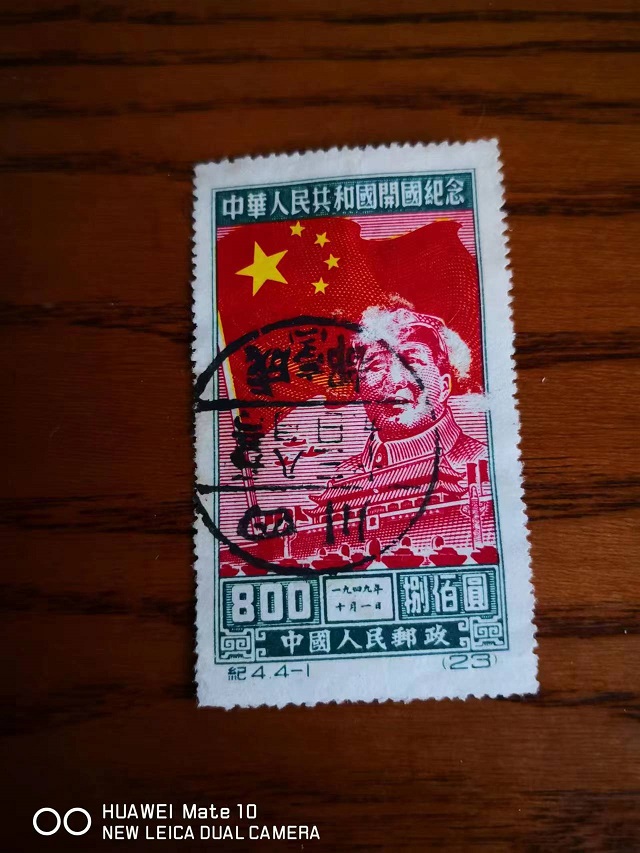 中華人民共和國開國紀念
800
一九四九年
十月一日
捌佰圓
中國人民郵政
紀4.4-1
(23)
HUAWEI Mate 10
NEW LEICA DUAL CAMERA